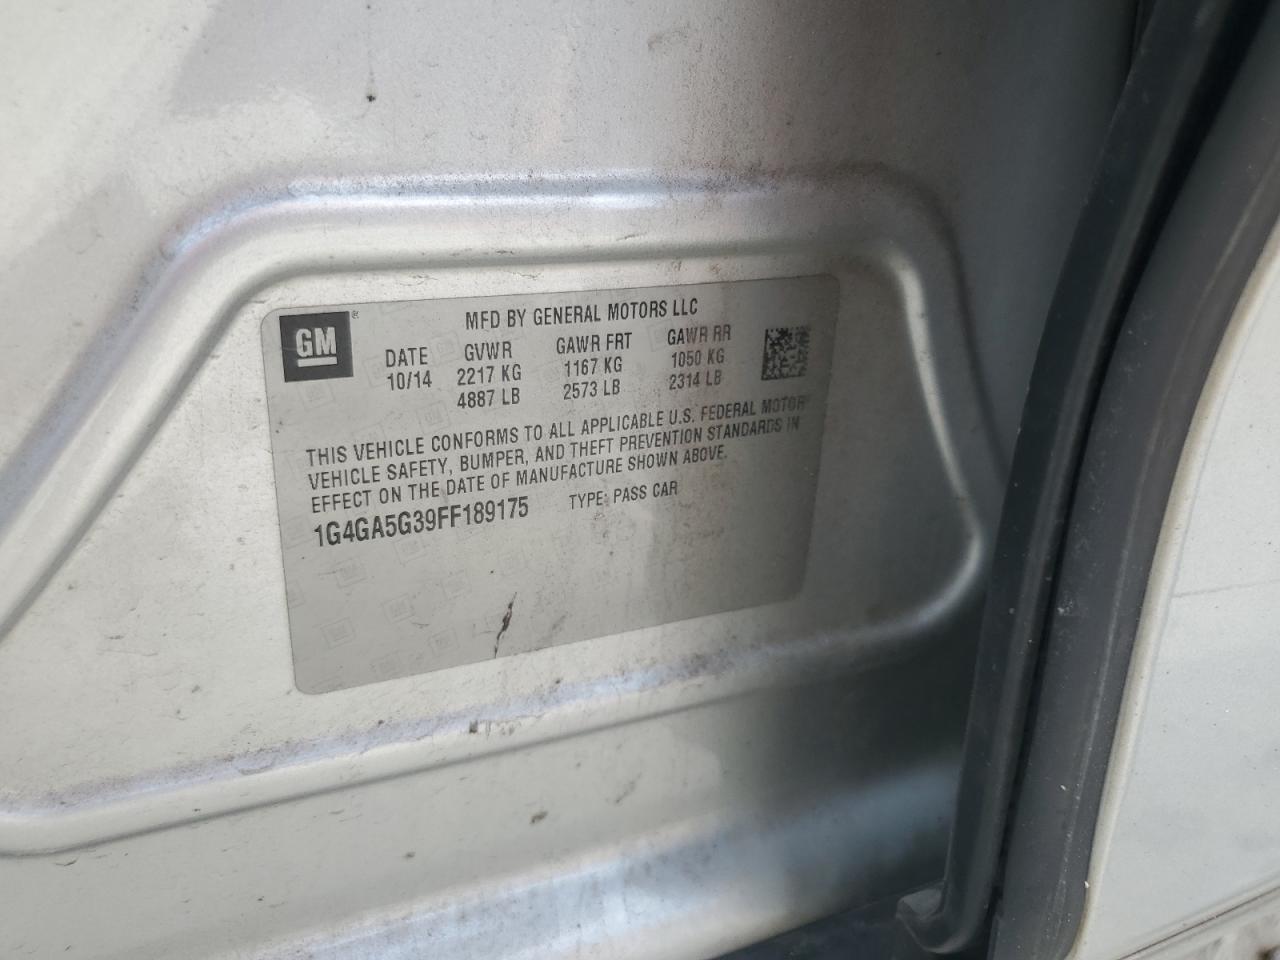 GM ®
MFD BY GENERAL MOTORS LLC
DATE GVWR GAWR FRT GAWR RR
10/14 2217 KG 1167 KG 1050 KG
4887 LB 2573 LB 2314 LB
THIS VEHICLE CONFORMS TO ALL APPLICABLE U.S. FEDERAL MOTOR
VEHICLE SAFETY, BUMPER, AND THEFT PREVENTION STANDARDS IN
EFFECT ON THE DATE OF MANUFACTURE SHOWN ABOVE.
1G4GA5G39FF189175 TYPE: PASS CAR